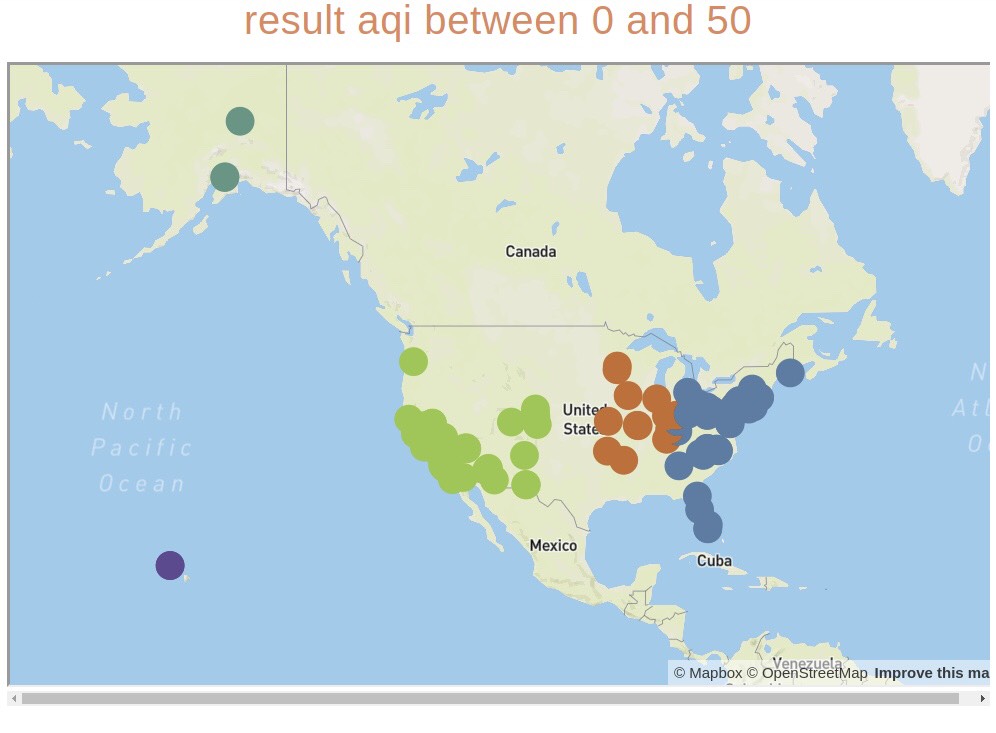 result aqi between 0 and 50
Canada
North
Pacific
Ocean
United
State
N
Atl
O
Mexico
Cuba
Venezuela
© Mapbox © OpenStreetMap Improve this ma